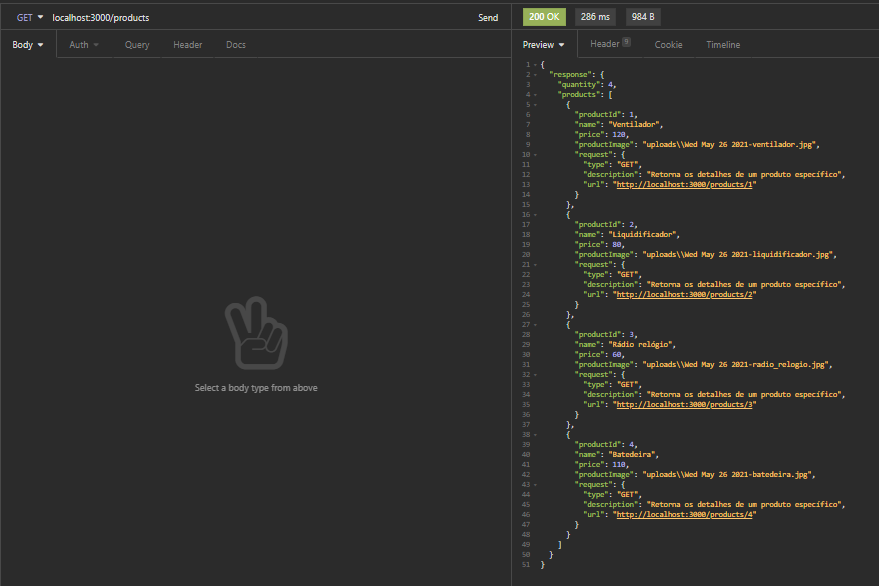 GET localhost:3000/products Send
200 OK 286 ms 984 B
Body Auth Query Header Docs
Preview Header 9 Cookie Timeline
Select a body type from above
1 {
2 "response": {
3 "quantity": 4,
4 "products": [
5 {
6 "productId": 1,
7 "name": "Ventilador",
8 "price": 120,
9 "productImage": "uploads\\Wed May 26 2021-ventilador.jpg",
10 "request": {
11 "type": "GET",
12 "description": "Retorna os detalhes de um produto específico",
13 "url": "http://localhost:3000/products/1"
14 }
15 },
16 {
17 "productId": 2,
18 "name": "Liquidificador",
19 "price": 80,
20 "productImage": "uploads\\Wed May 26 2021-liquidificador.jpg",
21 "request": {
22 "type": "GET",
23 "description": "Retorna os detalhes de um produto específico",
24 "url": "http://localhost:3000/products/2"
25 }
26 },
27 {
28 "productId": 3,
29 "name": "Rádio relógio",
30 "price": 60,
31 "productImage": "uploads\\Wed May 26 2021-radio_relogio.jpg",
32 "request": {
33 "type": "GET",
34 "description": "Retorna os detalhes de um produto específico",
35 "url": "http://localhost:3000/products/3"
36 }
37 },
38 {
39 "productId": 4,
40 "name": "Batedeira",
41 "price": 110,
42 "productImage": "uploads\\Wed May 26 2021-batedeira.jpg",
43 "request": {
44 "type": "GET",
45 "description": "Retorna os detalhes de um produto específico",
46 "url": "http://localhost:3000/products/4"
47 }
48 }
49 ]
50 }
51 }